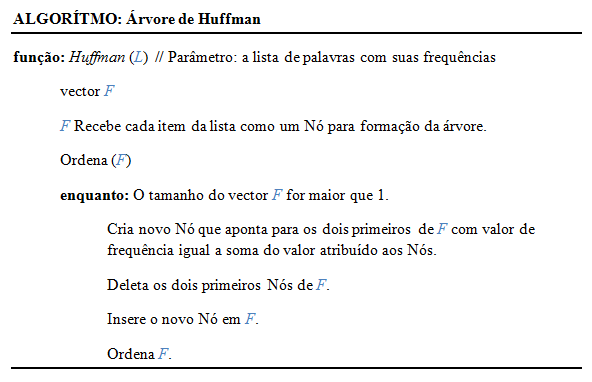 ALGORÍTMO: Árvore de Huffman
função: Huffman (L) // Parâmetro: a lista de palavras com suas frequências
vector F
F Recebe cada item da lista como um Nó para formação da árvore.
Ordena (F)
enquanto: O tamanho do vector F for maior que 1.
Cria novo Nó que aponta para os dois primeiros de F com valor de
frequência igual a soma do valor atribuído aos Nós.
Deleta os dois primeiros Nós de F.
Insere o novo Nó em F.
Ordena F.